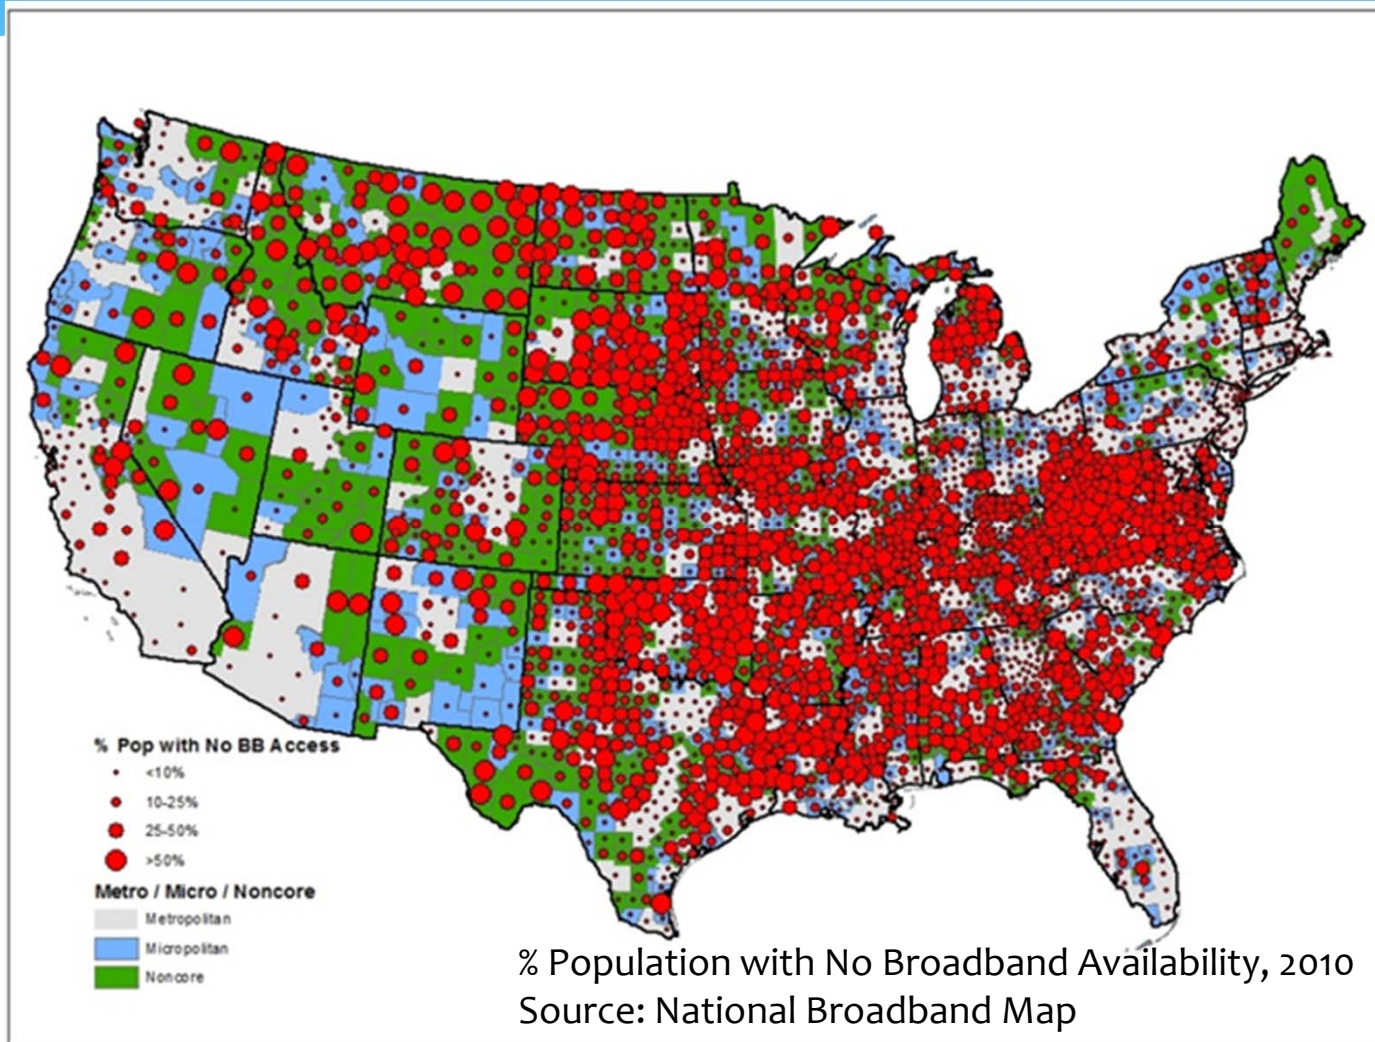 % Pop with No BB Access
<10%
10-25%
25-50%
>50%
Metro / Micro / Noncore
Metropolitan
Micropolitan
Noncore
% Population with No Broadband Availability, 2010
Source: National Broadband Map